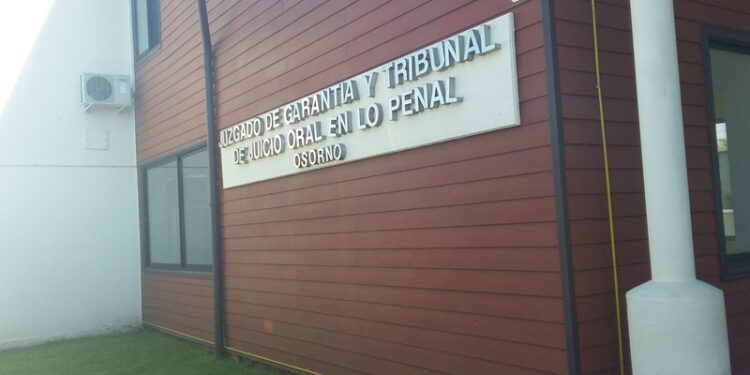 JUZGADO DE GARANTIA Y TRIBUNAL
DE JUICIO ORAL EN LO PENAL
OSORNO